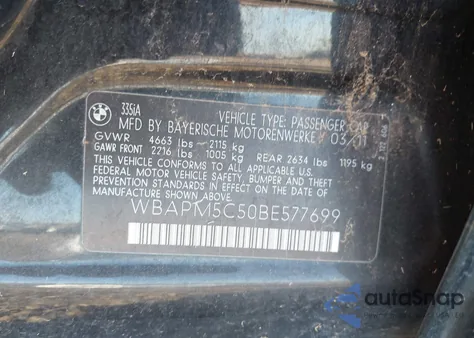 BMW
335iA
VEHICLE TYPE: PASSENGER CAR
MFD BY BAYERISCHE MOTORENWERKE
GVWR 4663 lbs - 2115 kg
GAWR FRONT 2216 lbs 1005 kg REAR 2634 lbs 1195 kg
THIS VEHICLE CONFORMS TO ALL APPLICABLE U.S.
FEDERAL MOTOR VEHICLE SAFETY, BUMPER, AND THEFT
PREVENTION STANDARDS IN EFFECT ON THE DATE OF
MANUFACTURE SHOWN ABOVE.
WBAPM5C50BE577699
autoSnap